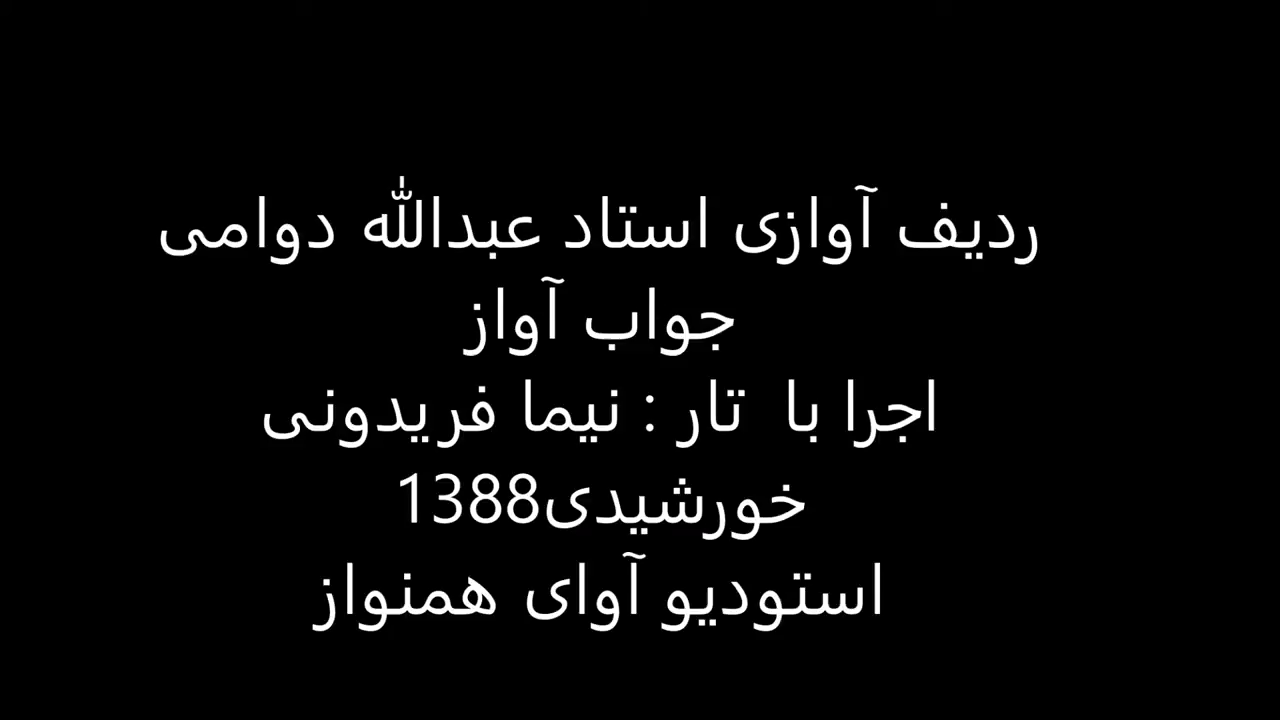 ردیف آوازی استاد عبدالله دوامی
جواب آواز
اجرا با تار : نیما فریدونی
خورشیدی1388
استودیو آوای همنواز